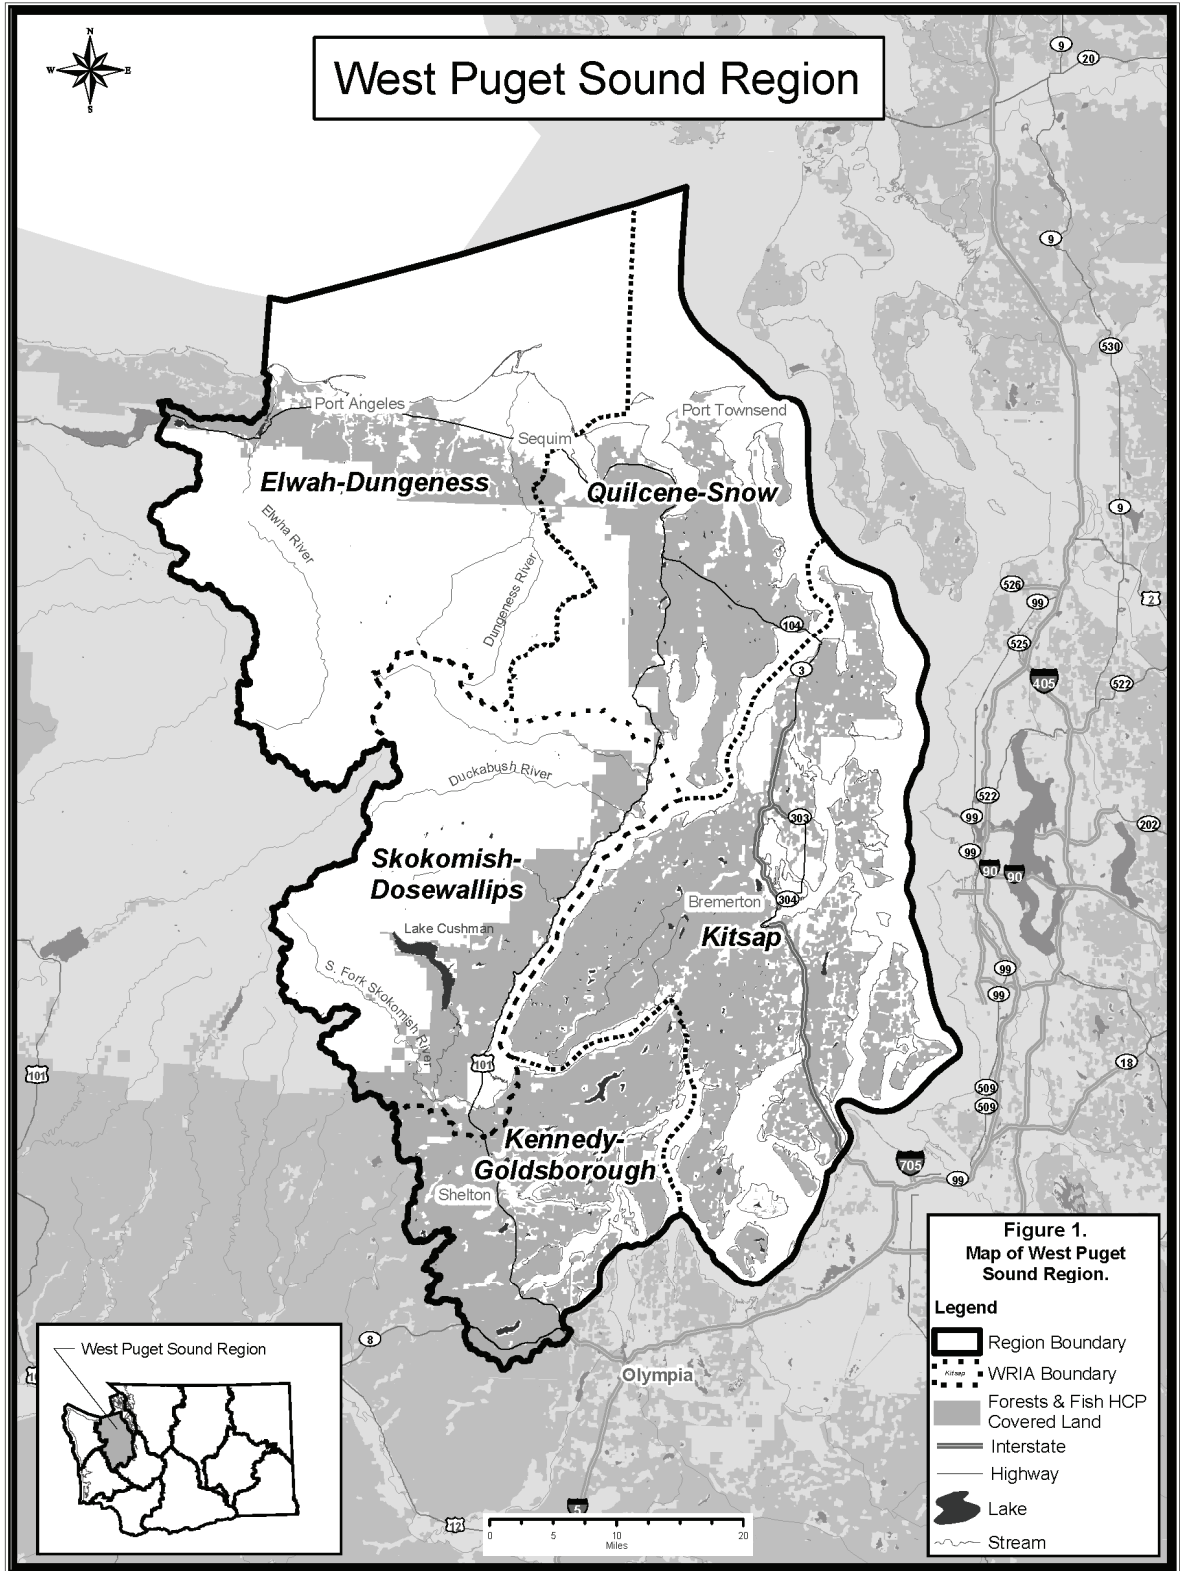 N
W E
S
West Puget Sound Region
9
20
9
530
Port Angeles
Port Townsend
Sequim
Elwah-Dungeness
Quilcene-Snow
9
Elwha River
Dungeness River
526
99
2
104
525
3
405
522
Duckabush River
522
303
99
202
99
Skokomish-
Dosewallips
90
90
Bremerton
304
Lake Cushman
Kitsap
S. Fork Skokomish River
99
99
101
101
18
509
509
Kennedy-
Goldsborough
705
99
Shelton
8
Olympia
5
12
0 5 10 20
Miles
West Puget Sound Region
Figure 1.
Map of West Puget
Sound Region.
Legend
Region Boundary
Kitsap
WRIA Boundary
Forests & Fish HCP
Covered Land
Interstate
Highway
Lake
Stream